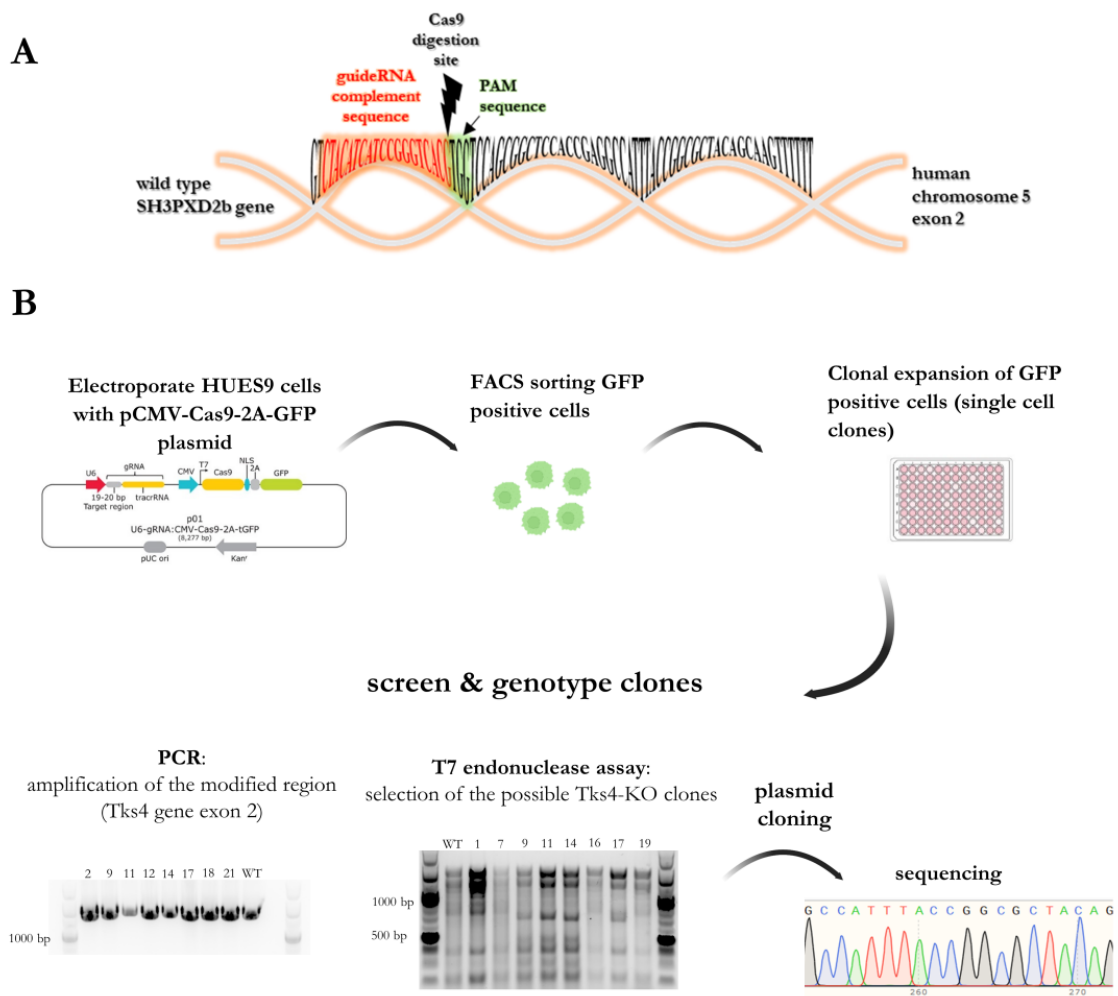 A
Cas9
digestion
site
guideRNA
complement
sequence
PAM
sequence
wild type
SH3PXD2b gene
human
chromosome 5
exon 2
B
Electroporate HUES9 cells
with pCMV-Cas9-2A-GFP
plasmid
U6
gRNA
CMV
T7
Cas9
NLS
2A
GFP
19-20 bp
Target region
tracrRNA
p01
U6-gRNA:CMV-Cas9-2A-tGFP
(8,277 bp)
pUC ori
Kanʳ
FACS sorting GFP
positive cells
Clonal expansion of GFP
positive cells (single cell
clones)
screen & genotype clones
PCR:
amplification of the modified region
(Tks4 gene exon 2)
2 9 11 12 14 17 18 21 WT
1000 bp
T7 endonuclease assay:
selection of the possible Tks4-KO clones
WT 1 7 9 11 14 16 17 19
1000 bp
500 bp
plasmid
cloning
sequencing
G C C A T T T A C C G G C G C T A C A G
260 270